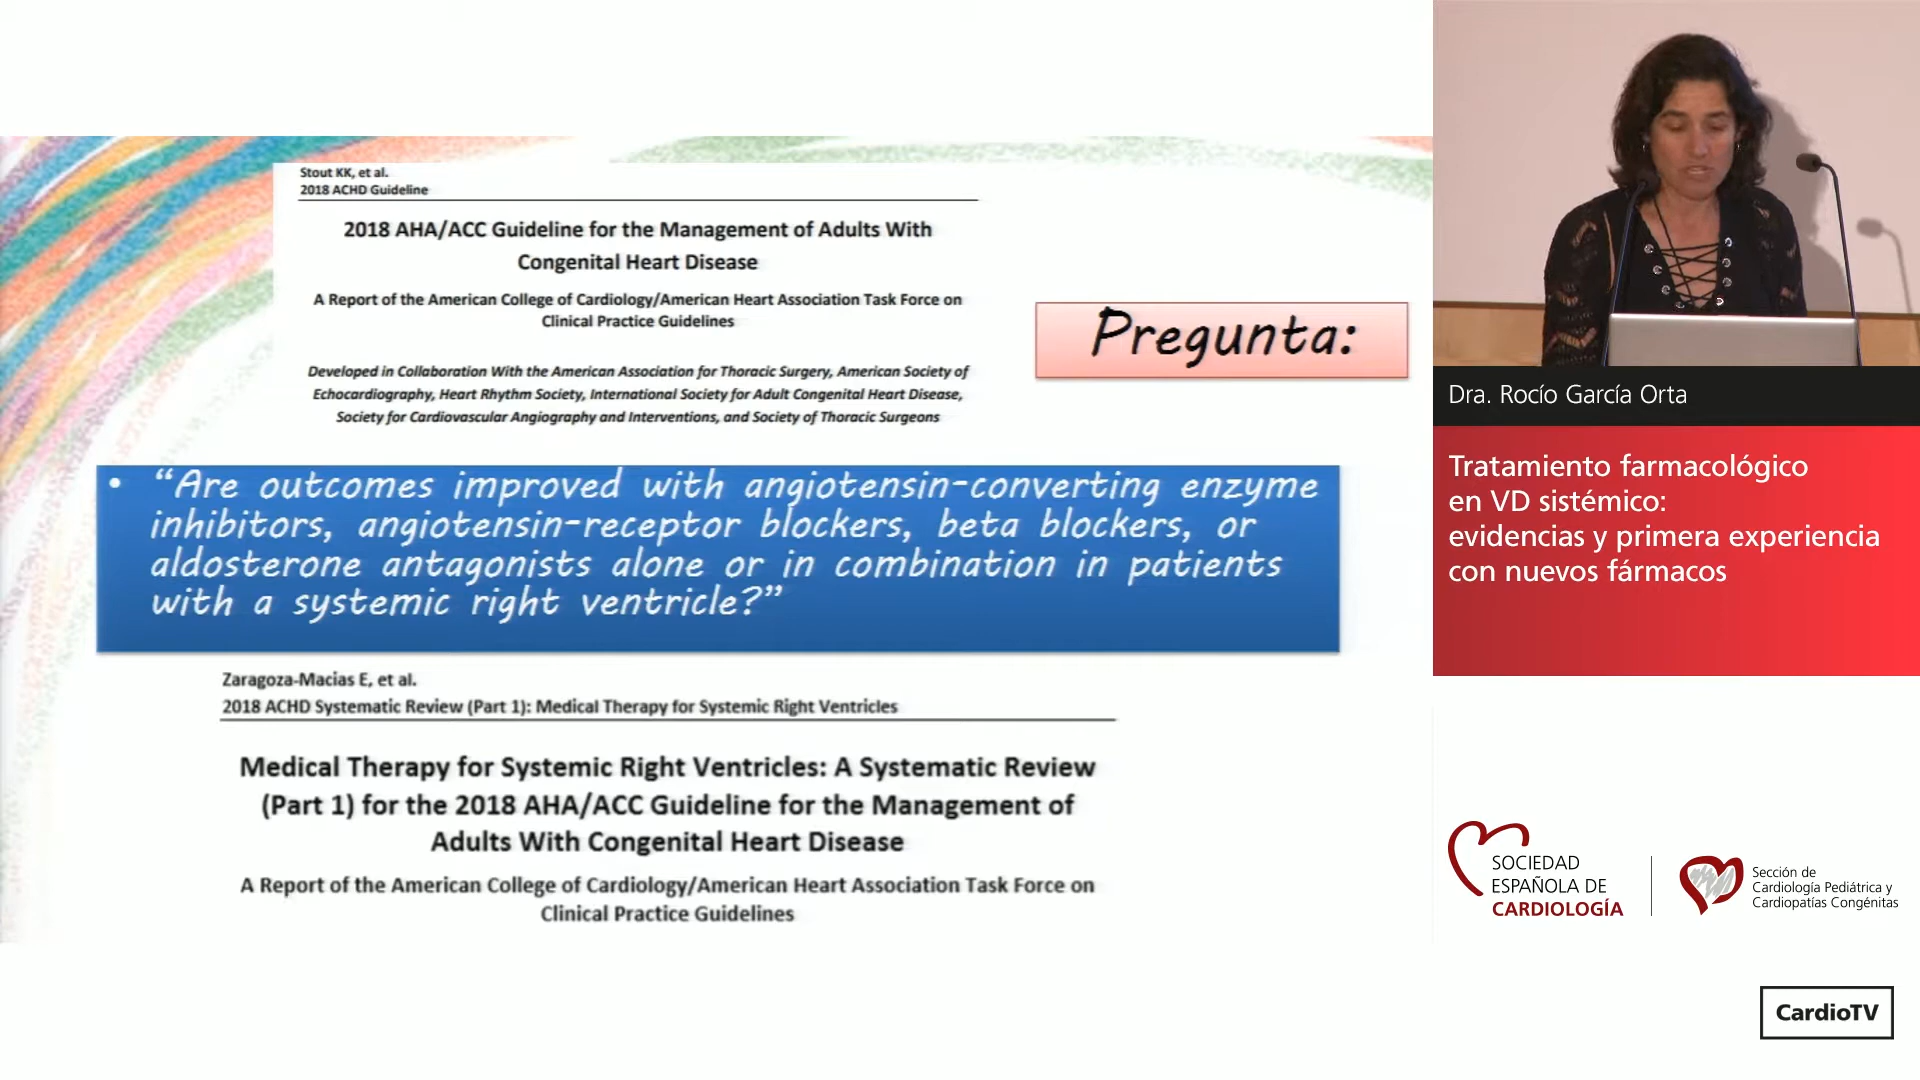 Stout KK, et al.
2018 ACHD Guideline
2018 AHA/ACC Guideline for the Management of Adults With
Congenital Heart Disease
A Report of the American College of Cardiology/American Heart Association Task Force on
Clinical Practice Guidelines
Developed in Collaboration With the American Association for Thoracic Surgery, American Society of
Echocardiography, Heart Rhythm Society, International Society for Adult Congenital Heart Disease,
Society for Cardiovascular Angiography and Interventions, and Society of Thoracic Surgeons
Pregunta:
• “Are outcomes improved with angiotensin-converting enzyme
inhibitors, angiotensin-receptor blockers, beta blockers, or
aldosterone antagonists alone or in combination in patients
with a systemic right ventricle?”
Zaragoza-Macias E, et al.
2018 ACHD Systematic Review (Part 1): Medical Therapy for Systemic Right Ventricles
Medical Therapy for Systemic Right Ventricles: A Systematic Review
(Part 1) for the 2018 AHA/ACC Guideline for the Management of
Adults With Congenital Heart Disease
A Report of the American College of Cardiology/American Heart Association Task Force on
Clinical Practice Guidelines
Dra. Rocío García Orta
Tratamiento farmacológico
en VD sistémico:
evidencias y primera experiencia
con nuevos fármacos
SOCIEDAD
ESPAÑOLA DE
CARDIOLOGÍA
Sección de
Cardiología Pediátrica y
Cardiopatías Congénitas
CardioTV